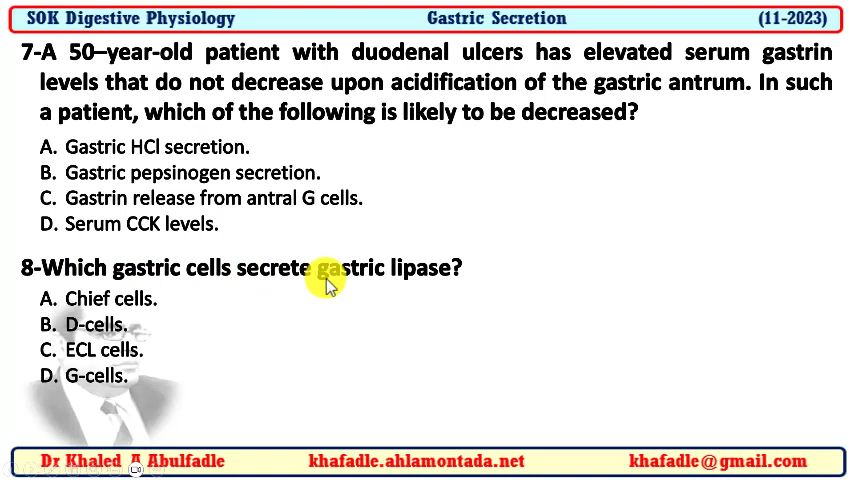 SOK Digestive Physiology Gastric Secretion (11-2023)
7-A 50–year-old patient with duodenal ulcers has elevated serum gastrin
levels that do not decrease upon acidification of the gastric antrum. In such
a patient, which of the following is likely to be decreased?
A. Gastric HCl secretion.
B. Gastric pepsinogen secretion.
C. Gastrin release from antral G cells.
D. Serum CCK levels.
8-Which gastric cells secrete gastric lipase?
A. Chief cells.
B. D-cells.
C. ECL cells.
D. G-cells.
Dr Khaled A Abulfadle khafadle.ahlamontada.net khafadle@gmail.com